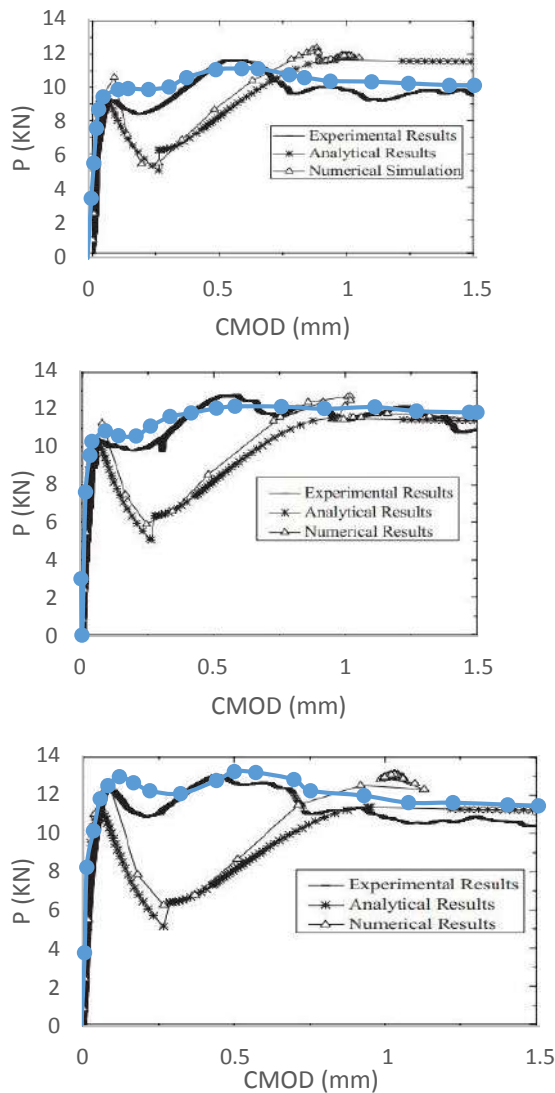 14
12
10
8
6
4
2
0
P (KN)
Experimental Results
Analytical Results
Numerical Simulation
0
0.5
1
1.5
CMOD (mm)
14
12
10
8
6
4
2
0
P (KN)
Experimental Results
Analytical Results
Numerical Results
0
0.5
1
1.5
CMOD (mm)
14
12
10
8
6
4
2
0
P (KN)
Experimental Results
Analytical Results
Numerical Results
0
0.5
1
1.5
CMOD (mm)